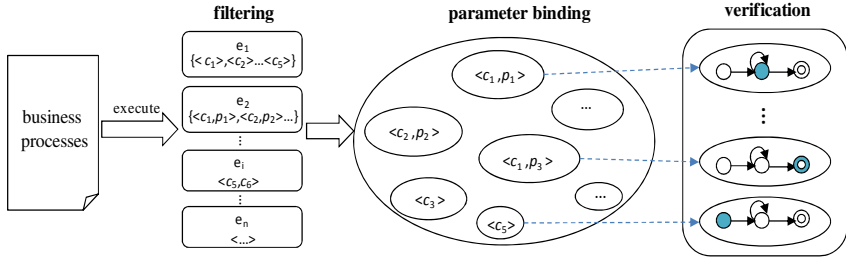 filtering
parameter binding
verification
business
processes
execute
e1
{<c1>,<c2>...<c5>}
e2
{<c1,p1>,<c2,p2>...}
⋮
ei
<c5,c6>
⋮
en
<...>
<c1,p1>
...
<c2,p2>
<c1,p3>
<c3>
...
<c5>
⋮